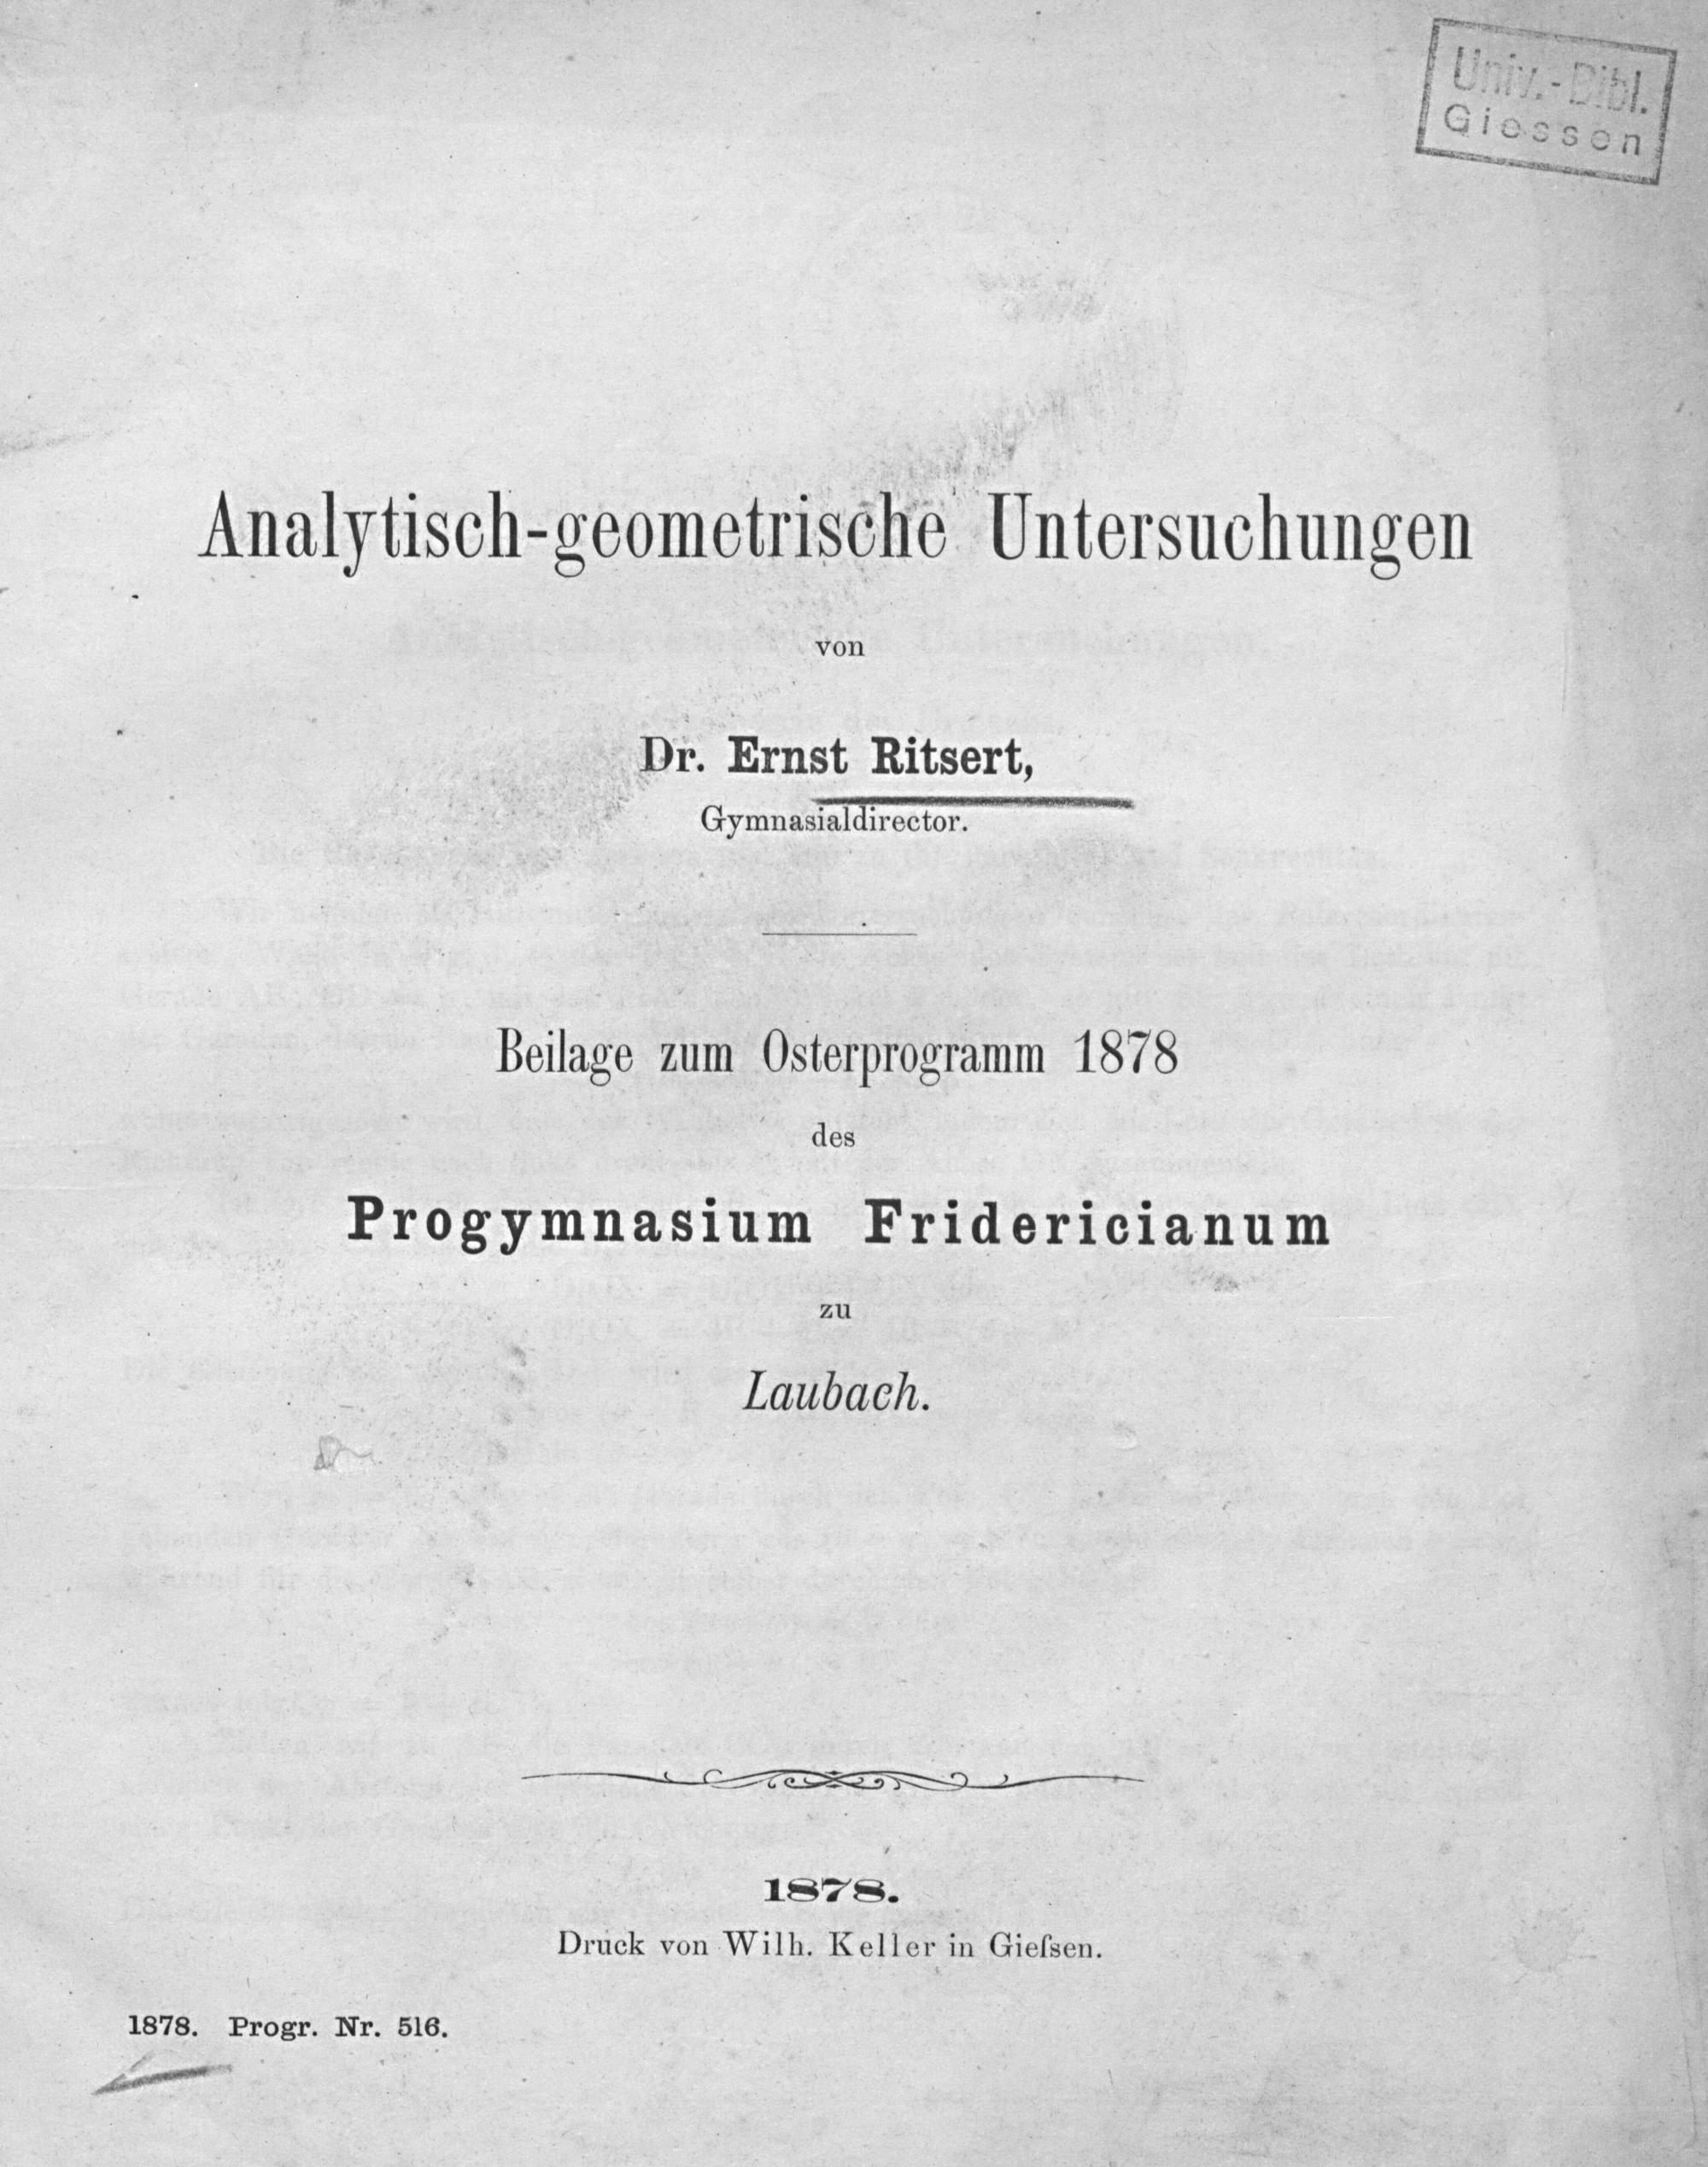 Univ.-Bibl.
Giessen
Analytisch-geometrische Untersuchungen
von
Dr. Ernst Ritsert,
Gymnasialdirector.
Beilage zum Osterprogramm 1878
des
Progymnasium Fridericianum
zu
Laubach.
1878.
Druck von Wilh. Keller in Gieſsen.
1878. Progr. Nr. 516.